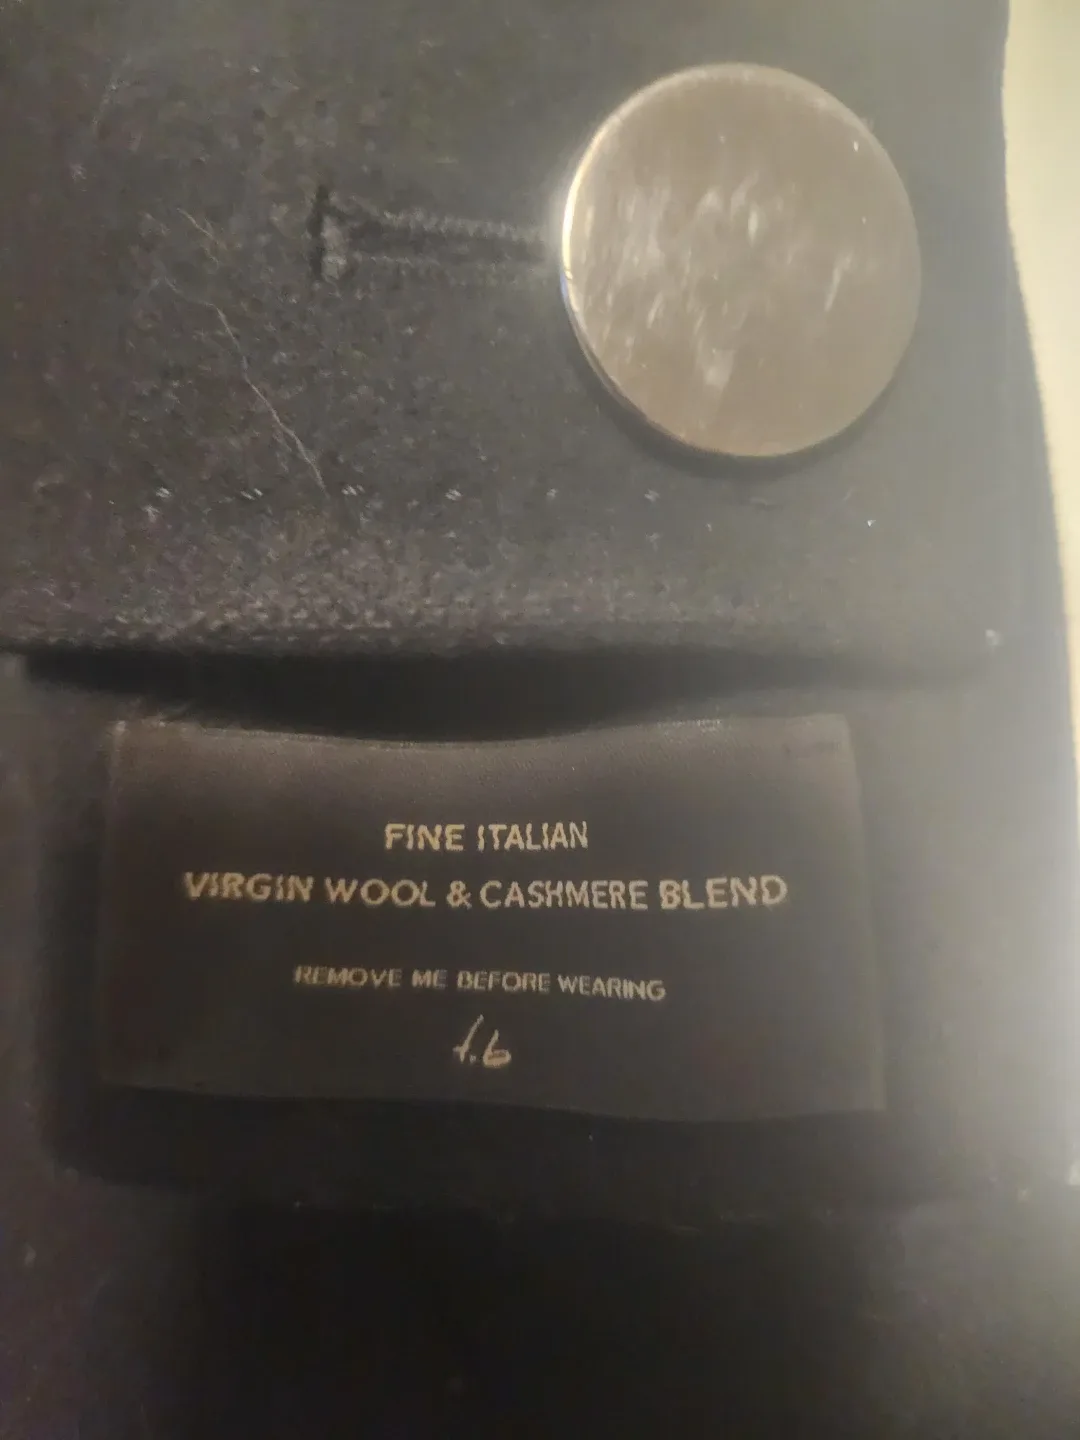 FINE ITALIAN
VIRGIN WOOL & CASHMERE BLEND
REMOVE ME BEFORE WEARING